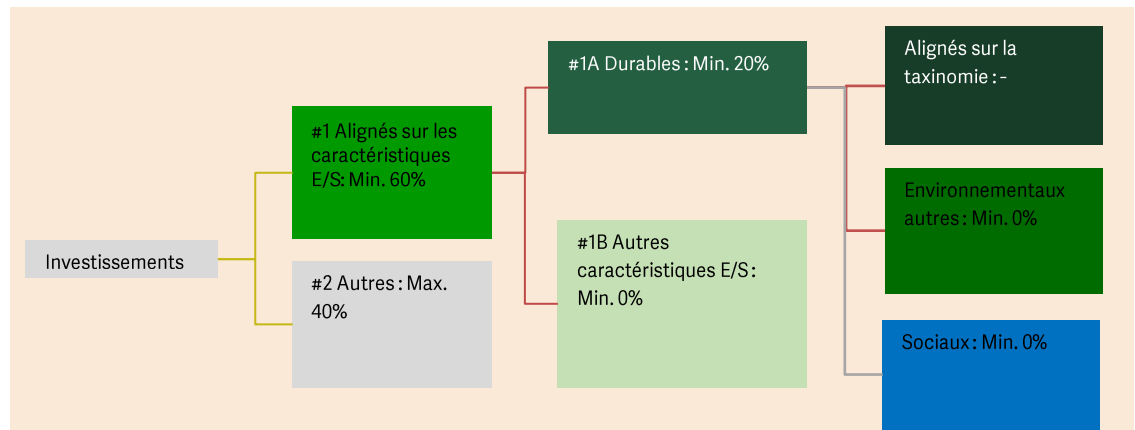 Investissements
#1 Alignés sur les
caractéristiques
E/S: Min. 60%
#2 Autres : Max.
40%
#1A Durables : Min. 20%
#1B Autres
caractéristiques E/S :
Min. 0%
Alignés sur la
taxinomie : -
Environnementaux
autres : Min. 0%
Sociaux : Min. 0%